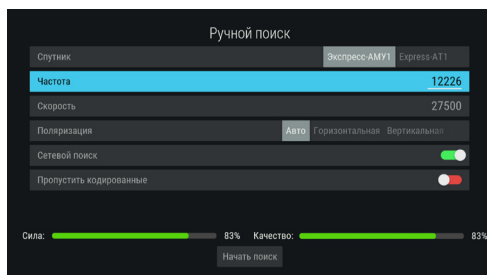 Ручной поиск
Спутник Экспресс-АМУ1 Express-AT1
Частота 12226
Скорость 27500
Поляризация Авто Горизонтальная Вертикальная
Сетевой поиск
Пропустить кодированные
Сила: 83% Качество: 83%
Начать поиск